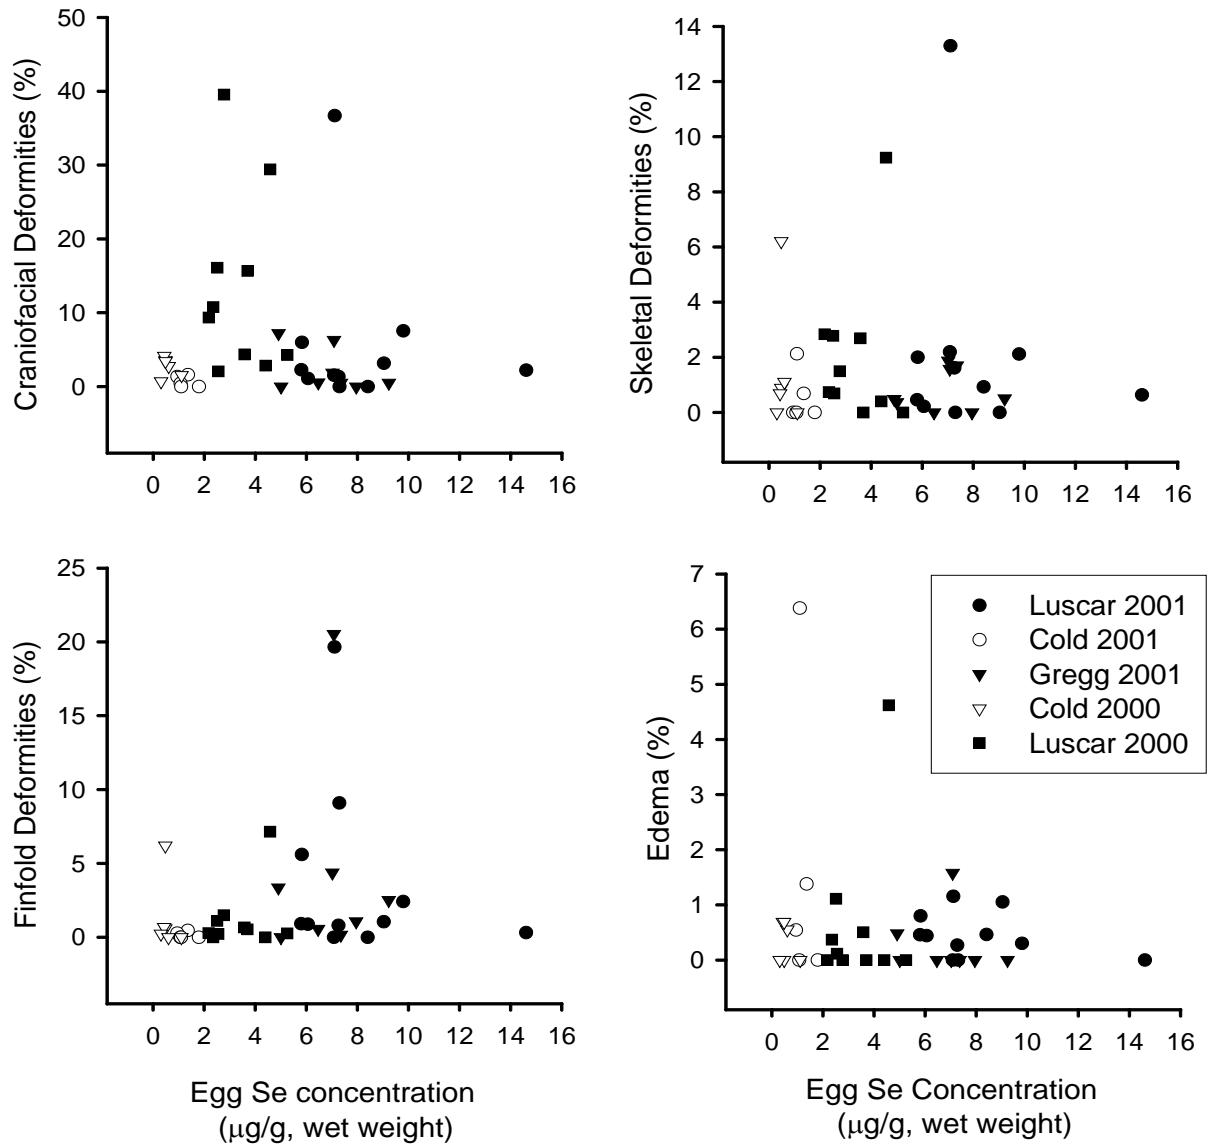 50
40
30
20
10
0
Craniofacial Deformities (%)
0 2 4 6 8 10 12 14 16
14
12
10
8
6
4
2
0
Skeletal Deformities (%)
0 2 4 6 8 10 12 14 16
25
20
15
10
5
0
Finfold Deformities (%)
0 2 4 6 8 10 12 14 16
Egg Se concentration
(μg/g, wet weight)
7
6
5
4
3
2
1
0
Edema (%)
Luscar 2001
Cold 2001
Gregg 2001
Cold 2000
Luscar 2000
0 2 4 6 8 10 12 14 16
Egg Se Concentration
(μg/g, wet weight)